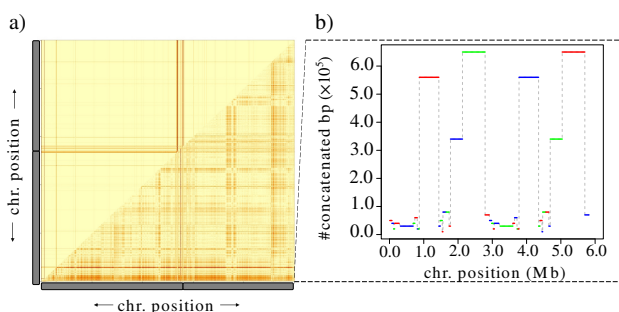 a)
b)
chr. position
chr. position
chr. position
#concatenated bp (×10⁵)
6.0
5.0
4.0
3.0
2.0
1.0
0.0
0.0 1.0 2.0 3.0 4.0 5.0 6.0
chr. position (Mb)